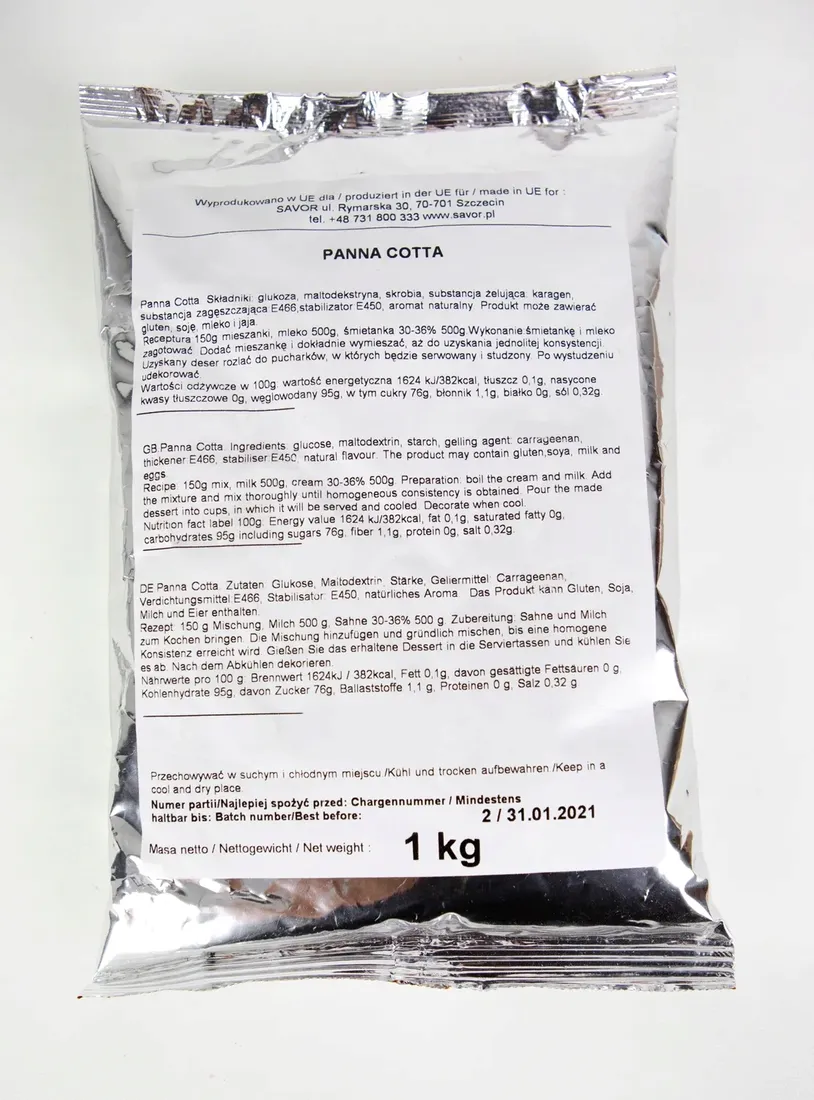 Wyprodukowano w UE dla / produziert in der UE für / made in UE for :
SAVOR ul. Rymarska 30, 70-701 Szczecin
tel. +48 731 800 333 www.savor.pl
PANNA COTTA
Panna Cotta. Składniki: glukoza, maltodekstryna, skrobia, substancja żelująca: karagen,
substancja zagęszczająca:E466,stabilizator E450, aromat naturalny. Produkt może zawierać
gluten, soję, mleko i jaja.
Receptura 150g mieszanki, mleko 500g, śmietanka 30-36% 500g.Wykonanie:śmietankę i mleko
zagotować. Dodać mieszankę i dokładnie wymieszać, aż do uzyskania jednolitej konsystencji.
Uzyskany deser rozlać do pucharków, w których będzie serwowany i studzony. Po wystudzeniu
udekorować.
Wartości odżywcze w 100g: wartość energetyczna 1624 kJ/382kcal, tłuszcz 0,1g, nasycone
kwasy tłuszczowe 0g, węglowodany 95g, w tym cukry 76g, błonnik 1,1g, białko 0g, sól 0,32g.
GB Panna Cotta. Ingredients: glucose, maltodextrin, starch, gelling agent: carrageenan,
thickener E466, stabiliser E450, natural flavour. The product may contain gluten,soya, milk and
eggs.
Recipe: 150g mix, milk 500g, cream 30-36% 500g. Preparation: boil the cream and milk. Add
the mixture and mix thoroughly until homogeneous consistency is obtained. Pour the made
dessert into cups, in which it will be served and cooled. Decorate when cool.
Nutrition fact label 100g: Energy value 1624 kJ/382kcal, fat 0,1g, saturated fatty 0g,
carbohydrates 95g including sugars 76g, fiber 1,1g, protein 0g, salt 0,32g.
DE Panna Cotta. Zutaten: Glukose, Maltodextrin, Stärke, Geliermittel: Carrageenan,
Verdichtungsmittel E466, Stabilisator: E450, natürliches Aroma. Das Produkt kann Gluten, Soja,
Milch und Eier enthalten.
Rezept: 150 g Mischung, Milch 500 g, Sahne 30-36% 500 g. Zubereitung: Sahne und Milch
zum Kochen bringen. Die Mischung hinzufügen und gründlich mischen, bis eine homogene
Konsistenz erreicht wird. Gießen Sie das erhaltene Dessert in die Serviertassen und kühlen Sie
es ab. Nach dem Abkühlen dekorieren.
Nährwerte pro 100 g: Brennwert 1624kJ / 382kcal, Fett 0,1g, davon gesättigte Fettsäuren 0 g,
Kohlenhydrate 95g, davon Zucker 76g, Ballaststoffe 1,1 g, Proteinen 0 g, Salz 0,32 g
Przechowywać w suchym i chłodnym miejscu /Kühl und trocken aufbewahren /Keep in a
cool and dry place.
Numer partii/Najlepiej spożyć przed: Chargennummer / Mindestens
haltbar bis: Batch number/Best before: 2 / 31.01.2021
Masa netto / Nettogewicht / Net weight : 1 kg